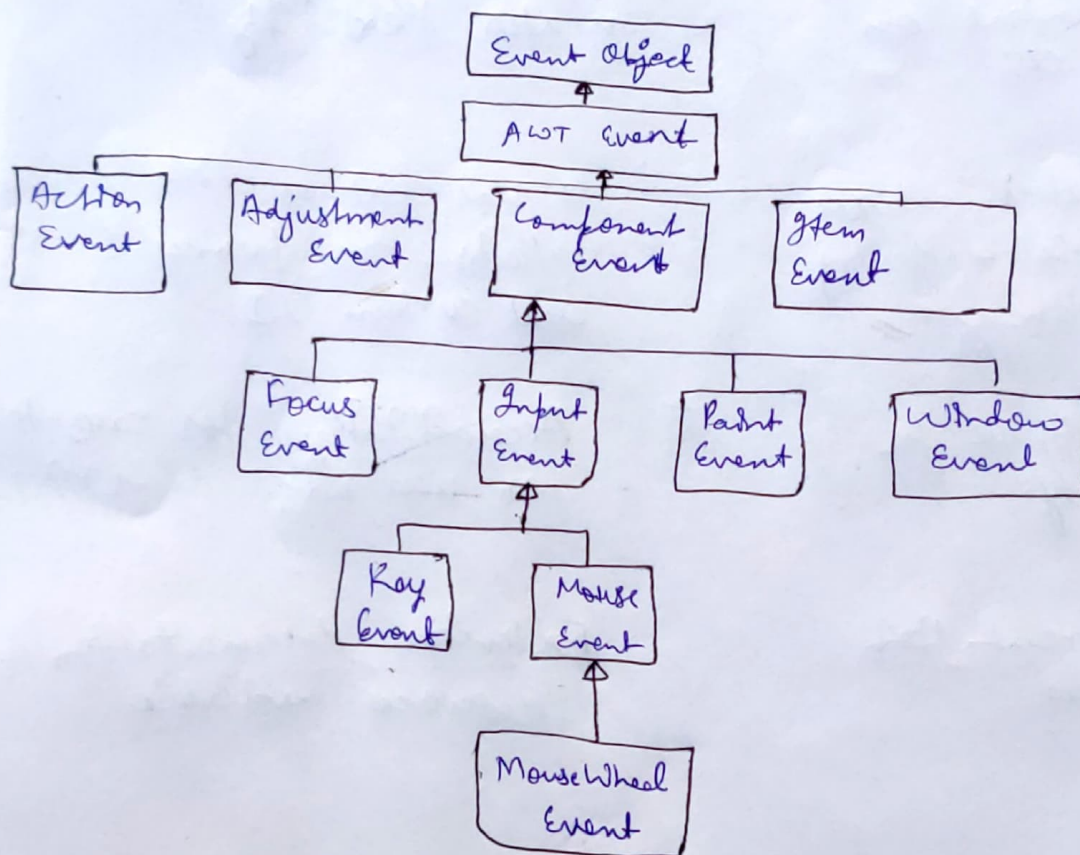 Event Object
AWT Event
Action
Event
Adjustment
Event
Component
Event
Item
Event
Focus
Event
Input
Event
Paint
Event
Window
Event
Key
Event
Mouse
Event
MouseWheel
Event